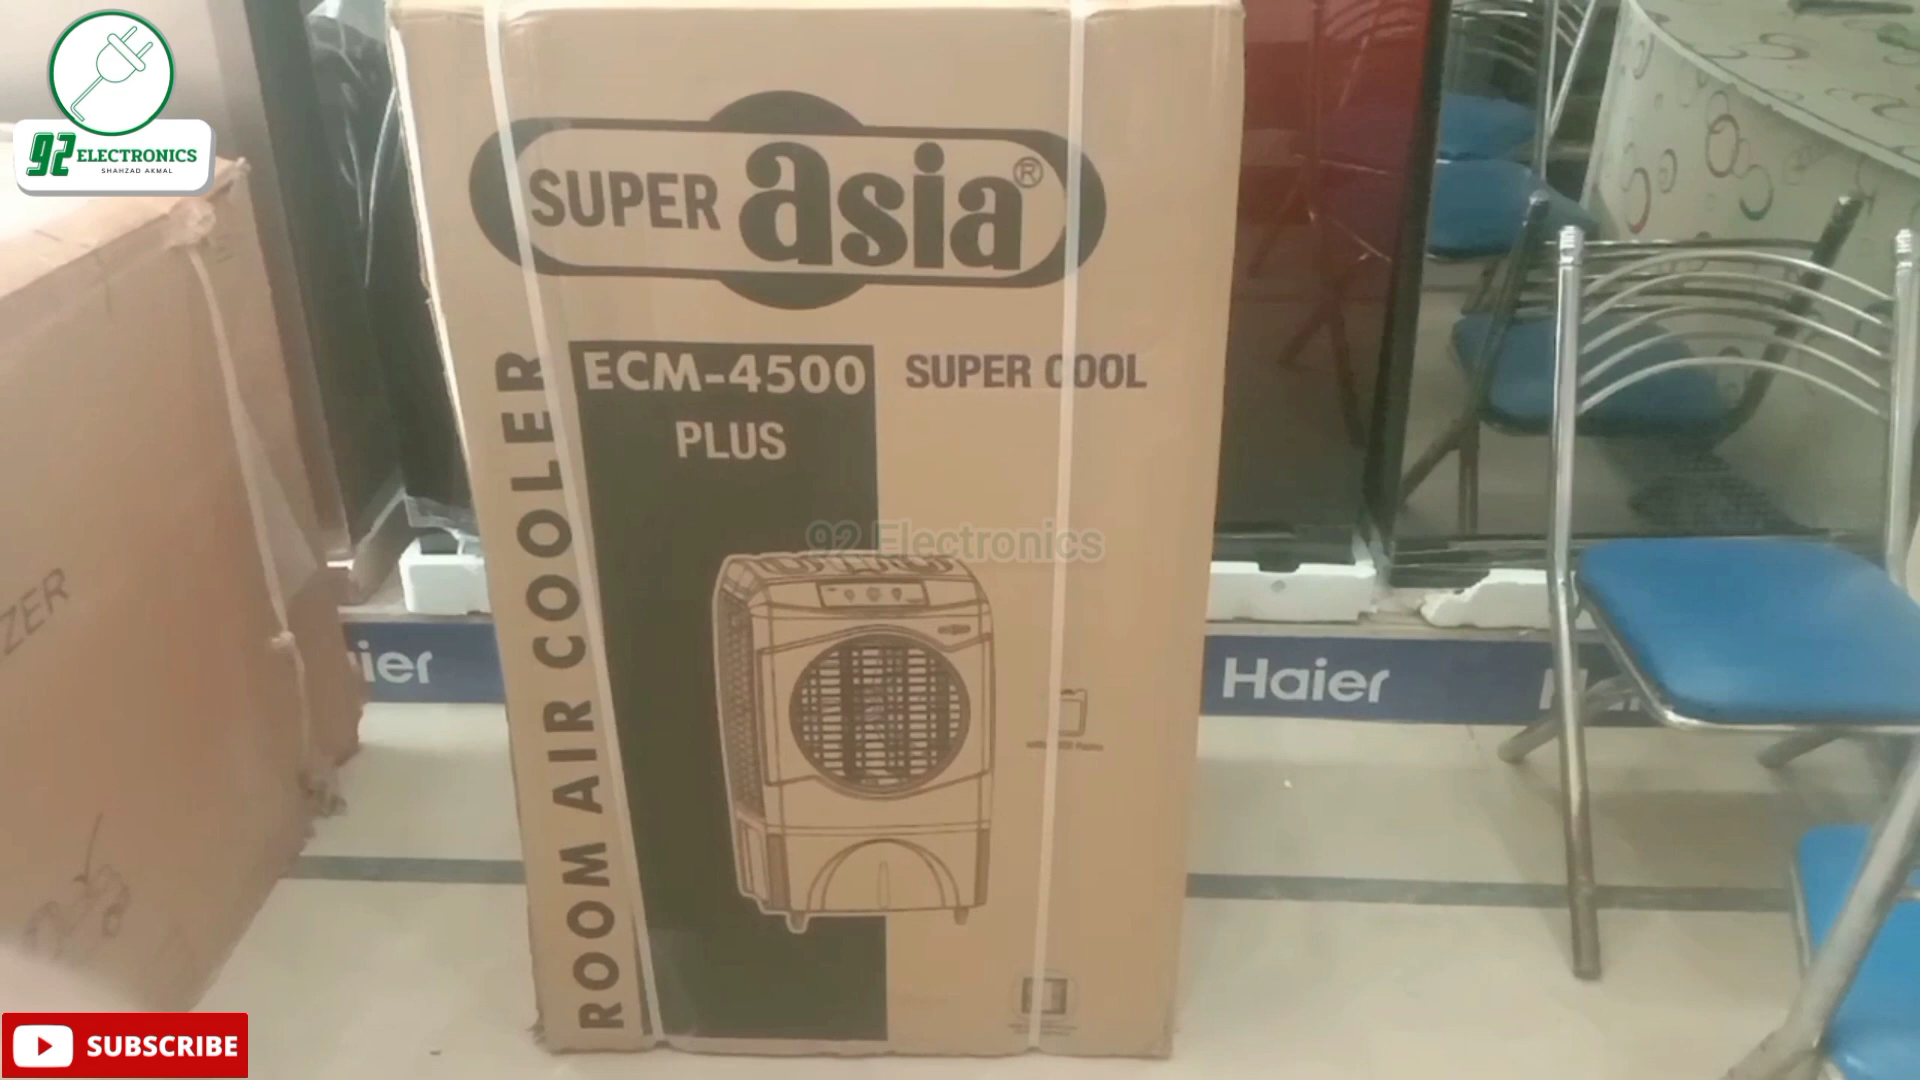 92 ELECTRONICS
SHAHZAD AKMAL
SUPER asia®
ECM-4500
PLUS
SUPER COOL
ROOM AIR COOLER
92 Electronics
ZER
ier
Haier
SUBSCRIBE